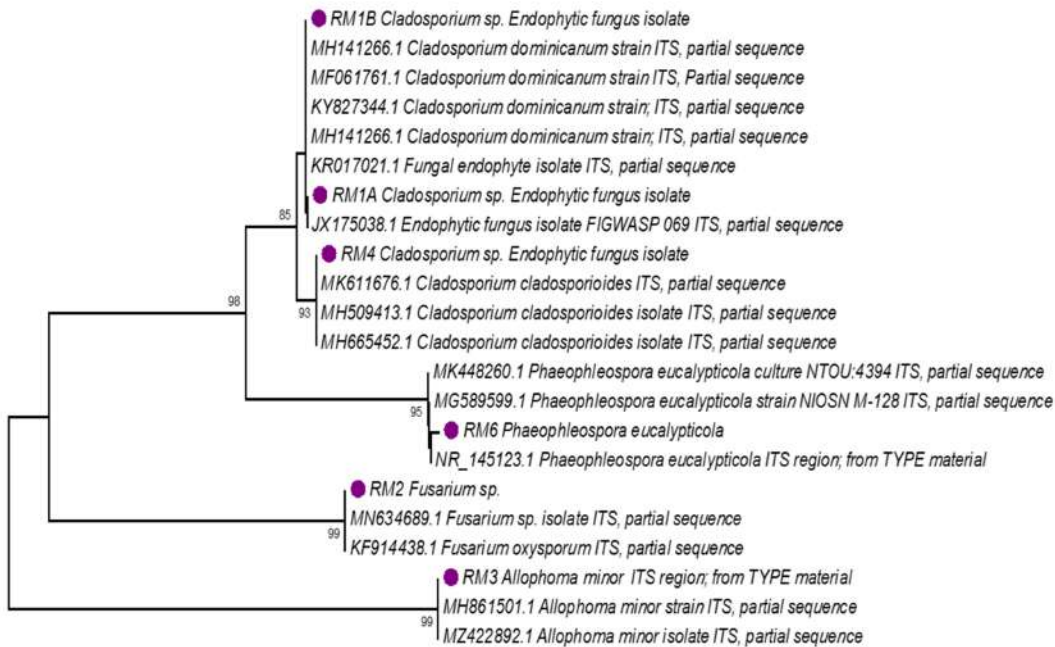 RM1B Cladosporium sp. Endophytic fungus isolate
MH141266.1 Cladosporium dominicanum strain ITS, partial sequence
MF061761.1 Cladosporium dominicanum strain ITS, Partial sequence
KY827344.1 Cladosporium dominicanum strain; ITS, partial sequence
MH141266.1 Cladosporium dominicanum strain; ITS, partial sequence
KR017021.1 Fungal endophyte isolate ITS, partial sequence
RM1A Cladosporium sp. Endophytic fungus isolate
85
JX175038.1 Endophytic fungus isolate FIGWASP 069 ITS, partial sequence
RM4 Cladosporium sp. Endophytic fungus isolate
MK611676.1 Cladosporium cladosporioides ITS, partial sequence
98
93
MH509413.1 Cladosporium cladosporioides isolate ITS, partial sequence
MH665452.1 Cladosporium cladosporioides isolate ITS, partial sequence
MK448260.1 Phaeophleospora eucalypticola culture NTOU:4394 ITS, partial sequence
MG589599.1 Phaeophleospora eucalypticola strain NIOSN M-128 ITS, partial sequence
95
RM6 Phaeophleospora eucalypticola
NR_145123.1 Phaeophleospora eucalypticola ITS region; from TYPE material
RM2 Fusarium sp.
MN634689.1 Fusarium sp. isolate ITS, partial sequence
99
KF914438.1 Fusarium oxysporum ITS, partial sequence
RM3 Allophoma minor ITS region; from TYPE material
MH861501.1 Allophoma minor strain ITS, partial sequence
99
MZ422892.1 Allophoma minor isolate ITS, partial sequence